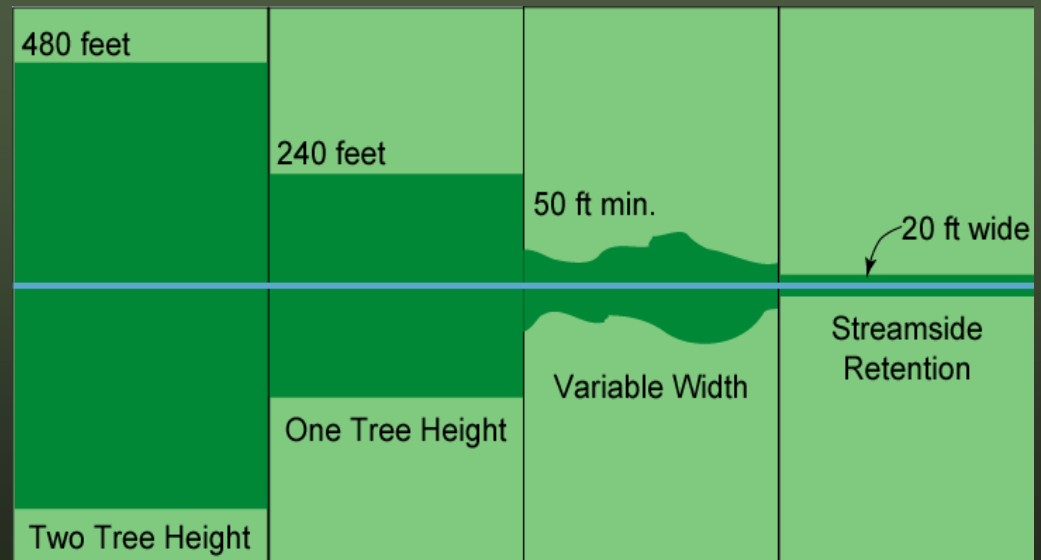 480 feet
Two Tree Height
240 feet
One Tree Height
50 ft min.
Variable Width
20 ft wide
Streamside
Retention